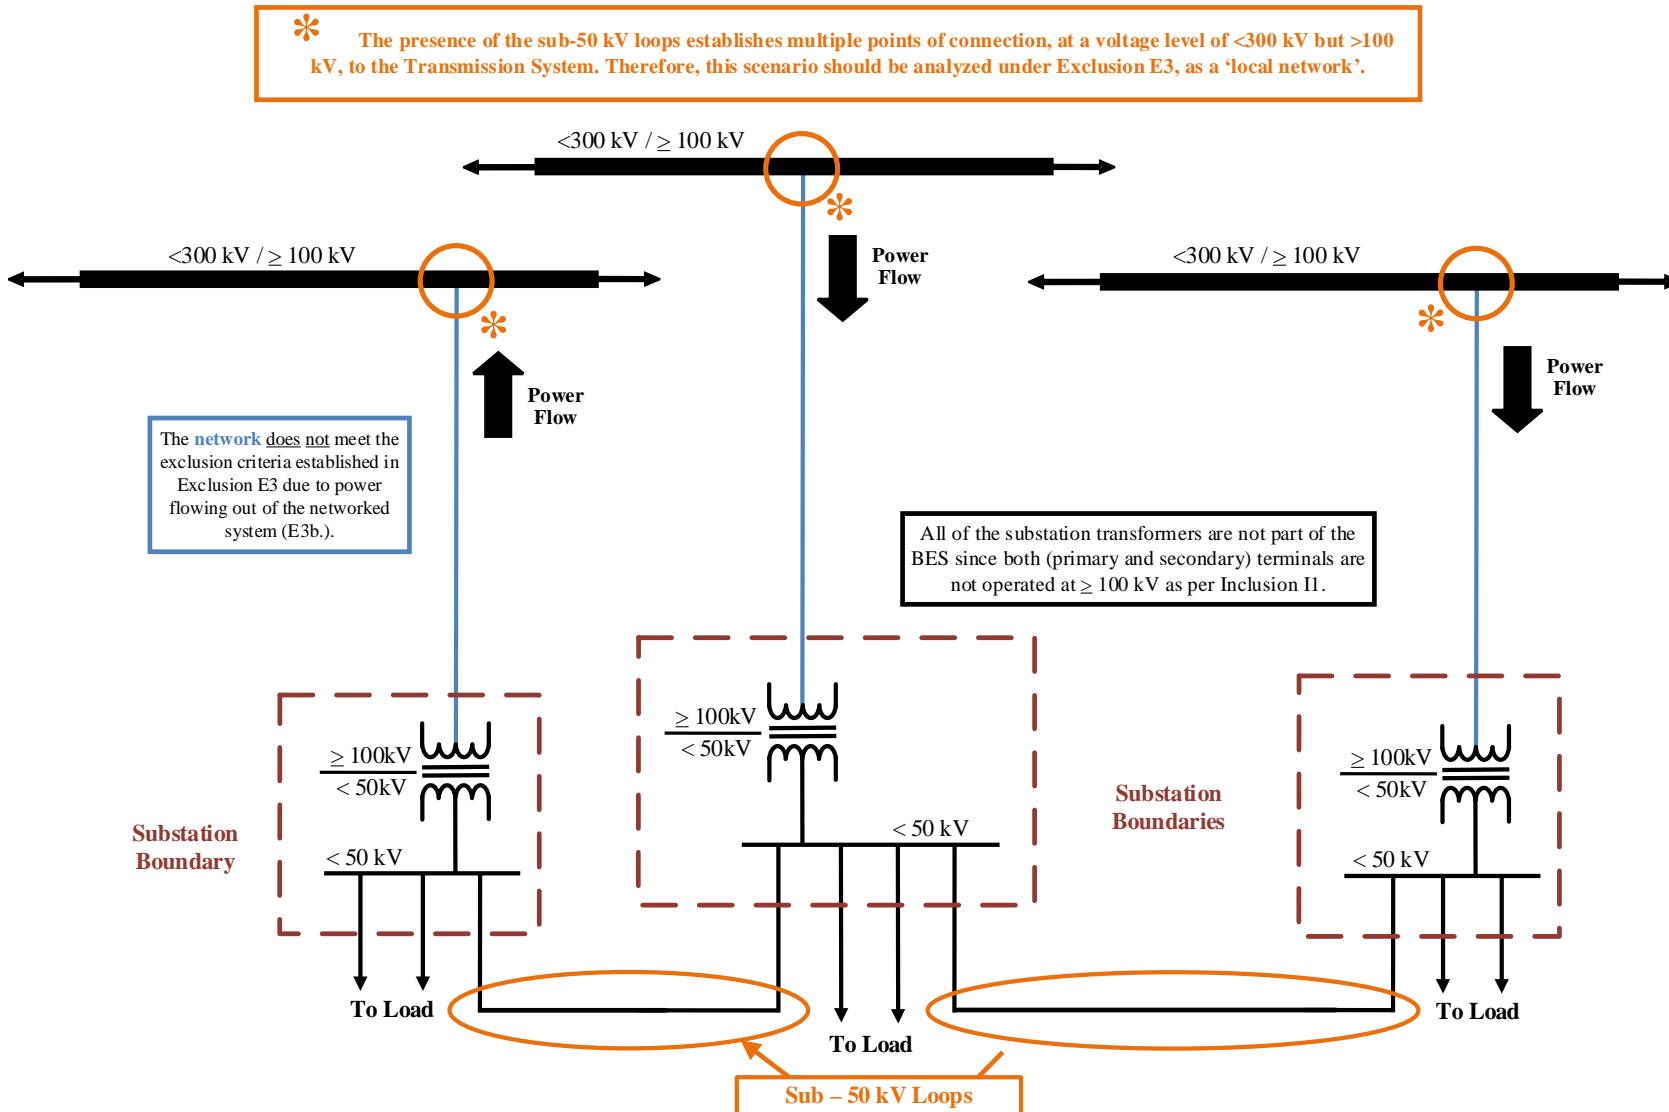 * The presence of the sub-50 kV loops establishes multiple points of connection, at a voltage level of <300 kV but >100
kV, to the Transmission System. Therefore, this scenario should be analyzed under Exclusion E3, as a ‘local network’.
<300 kV / ≥ 100 kV
*
Power
Flow
<300 kV / ≥ 100 kV
*
Power
Flow
<300 kV / ≥ 100 kV
*
Power
Flow
The network does not meet the
exclusion criteria established in
Exclusion E3 due to power
flowing out of the networked
system (E3b.).
All of the substation transformers are not part of the
BES since both (primary and secondary) terminals are
not operated at ≥ 100 kV as per Inclusion I1.
≥ 100kV
< 50kV
≥ 100kV
< 50kV
≥ 100kV
< 50kV
Substation
Boundary
Substation
Boundaries
< 50 kV
< 50 kV
< 50 kV
To Load
To Load
To Load
Sub – 50 kV Loops